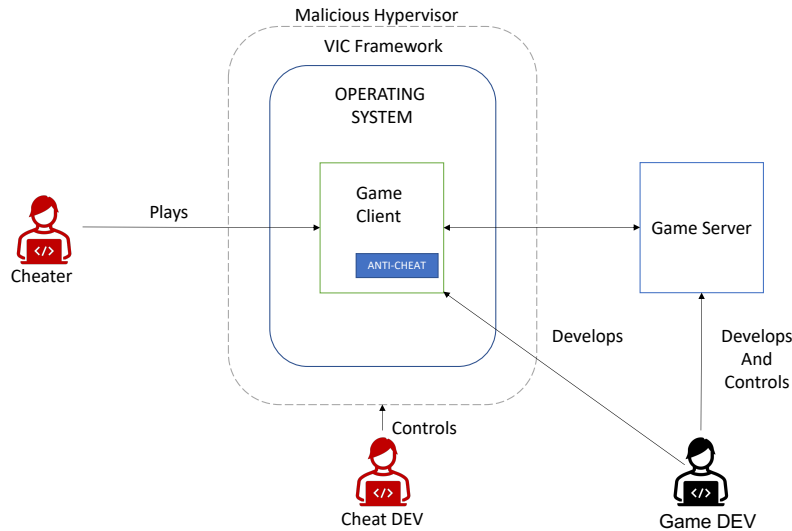 Malicious Hypervisor
VIC Framework
OPERATING
SYSTEM
Game
Client
ANTI-CHEAT
Plays
</>
Cheater
Game Server
Develops
Develops
And
Controls
Controls
</>
Cheat DEV
</>
Game DEV